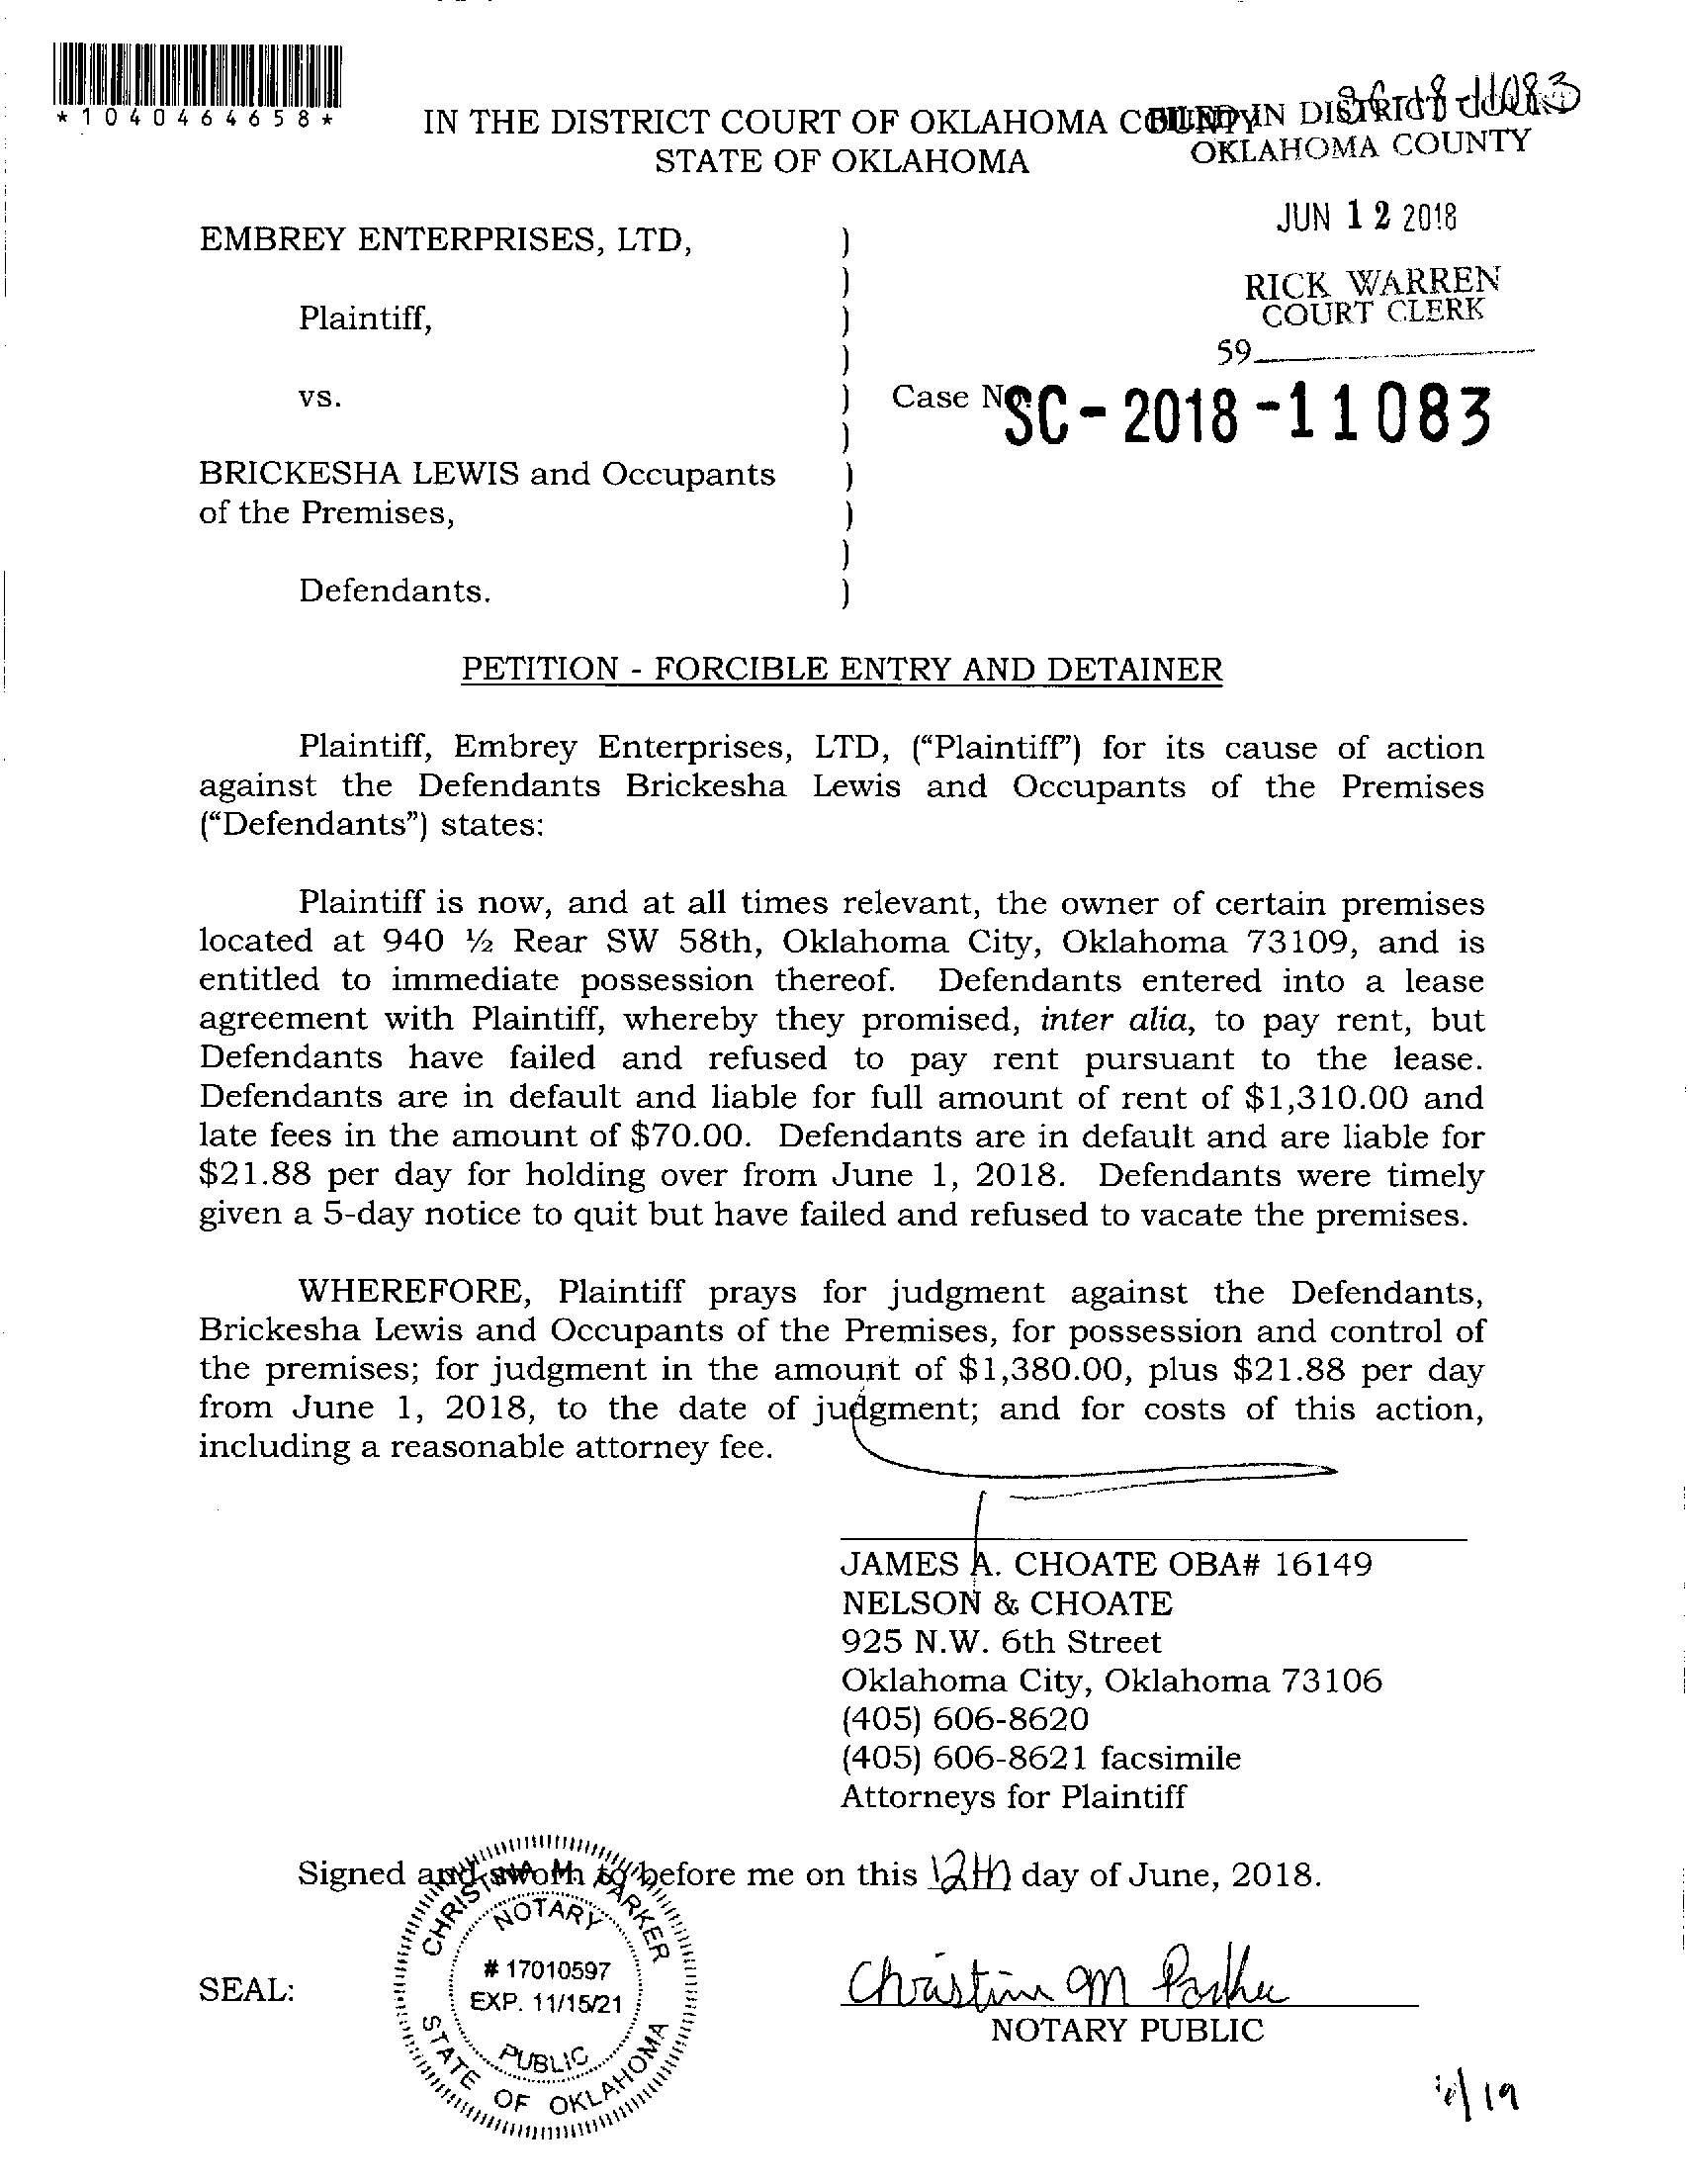 *1040464658*
SC-18-11083
IN THE DISTRICT COURT OF OKLAHOMA COUNTY
STATE OF OKLAHOMA
FILED IN DISTRICT COURT
OKLAHOMA COUNTY
JUN 12 2018
RICK WARREN
COURT CLERK
59
EMBREY ENTERPRISES, LTD, )
)
Plaintiff, )
)
vs. ) Case No. SC-2018-11083
)
BRICKESHA LEWIS and Occupants )
of the Premises, )
)
Defendants. )
PETITION - FORCIBLE ENTRY AND DETAINER
Plaintiff, Embrey Enterprises, LTD, (“Plaintiff”) for its cause of action
against the Defendants Brickesha Lewis and Occupants of the Premises
(“Defendants”) states:
Plaintiff is now, and at all times relevant, the owner of certain premises
located at 940 ½ Rear SW 58th, Oklahoma City, Oklahoma 73109, and is
entitled to immediate possession thereof. Defendants entered into a lease
agreement with Plaintiff, whereby they promised, inter alia, to pay rent, but
Defendants have failed and refused to pay rent pursuant to the lease.
Defendants are in default and liable for full amount of rent of $1,310.00 and
late fees in the amount of $70.00. Defendants are in default and are liable for
$21.88 per day for holding over from June 1, 2018. Defendants were timely
given a 5-day notice to quit but have failed and refused to vacate the premises.
WHEREFORE, Plaintiff prays for judgment against the Defendants,
Brickesha Lewis and Occupants of the Premises, for possession and control of
the premises; for judgment in the amount of $1,380.00, plus $21.88 per day
from June 1, 2018, to the date of judgment; and for costs of this action,
including a reasonable attorney fee.
JAMES A. CHOATE OBA# 16149
NELSON & CHOATE
925 N.W. 6th Street
Oklahoma City, Oklahoma 73106
(405) 606-8620
(405) 606-8621 facsimile
Attorneys for Plaintiff
Signed and sworn to before me on this 12th day of June, 2018.
SEAL:
CHRISTINA M. PARKER
NOTARY
# 17010597
EXP. 11/15/21
PUBLIC
STATE OF OKLAHOMA
Christina M Parker
NOTARY PUBLIC